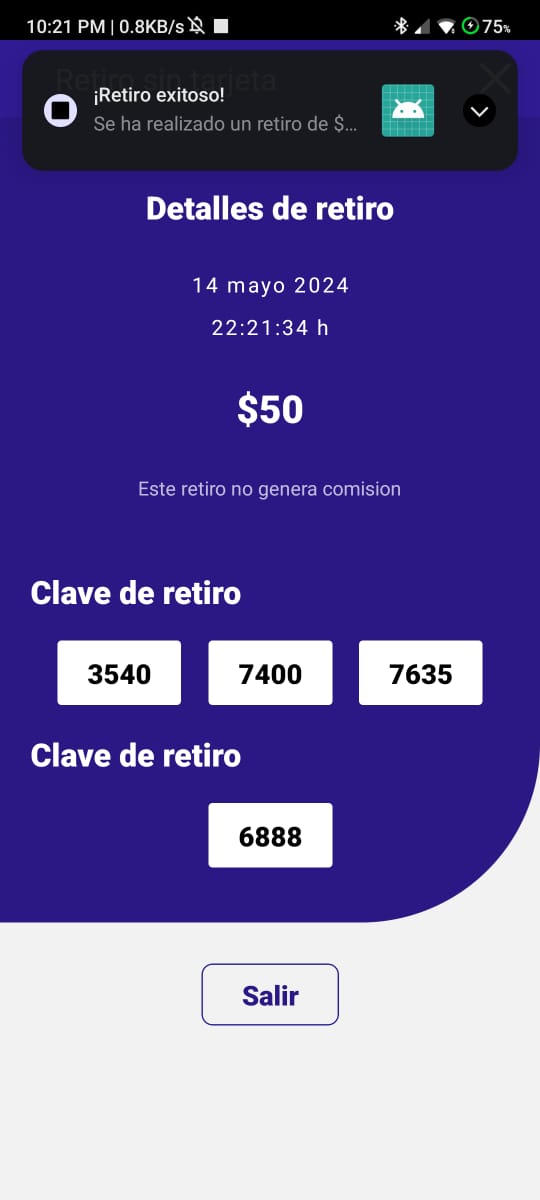 10:21 PM | 0.8KB/s
75%
Retiro sin tarjeta
¡Retiro exitoso!
Se ha realizado un retiro de $...
Detalles de retiro
14 mayo 2024
22:21:34 h
$50
Este retiro no genera comision
Clave de retiro
3540 7400 7635
Clave de retiro
6888
Salir